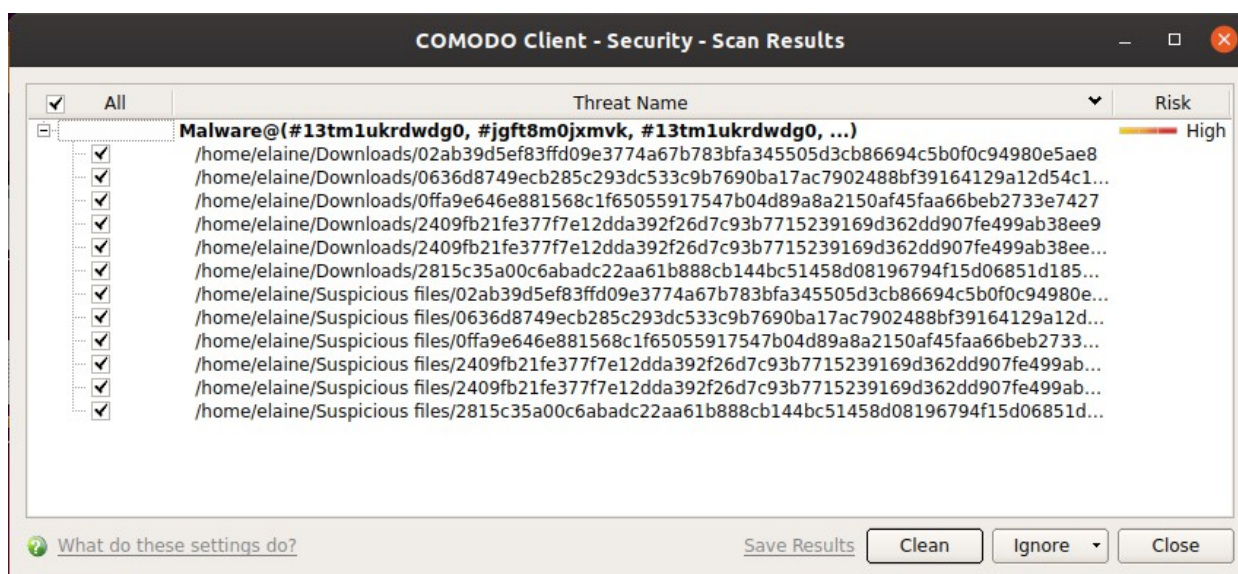 COMODO Client - Security - Scan Results
All Threat Name Risk
Malware@(#13tm1ukrdwdg0, #jgft8m0jxmvk, #13tm1ukrdwdg0, ...) High
/home/elaine/Downloads/02ab39d5ef83ffd09e3774a67b783bfa345505d3cb86694c5b0f0c94980e5ae8
/home/elaine/Downloads/0636d8749ecb285c293dc533c9b7690ba17ac7902488bf39164129a12d54c1...
/home/elaine/Downloads/0ffa9e646e881568c1f65055917547b04d89a8a2150af45faa66beb2733e7427
/home/elaine/Downloads/2409fb21fe377f7e12dda392f26d7c93b7715239169d362dd907fe499ab38ee9
/home/elaine/Downloads/2409fb21fe377f7e12dda392f26d7c93b7715239169d362dd907fe499ab38ee...
/home/elaine/Downloads/2815c35a00c6abadc22aa61b888cb144bc51458d08196794f15d06851d185...
/home/elaine/Suspicious files/02ab39d5ef83ffd09e3774a67b783bfa345505d3cb86694c5b0f0c94980e...
/home/elaine/Suspicious files/0636d8749ecb285c293dc533c9b7690ba17ac7902488bf39164129a12d...
/home/elaine/Suspicious files/0ffa9e646e881568c1f65055917547b04d89a8a2150af45faa66beb2733...
/home/elaine/Suspicious files/2409fb21fe377f7e12dda392f26d7c93b7715239169d362dd907fe499ab...
/home/elaine/Suspicious files/2409fb21fe377f7e12dda392f26d7c93b7715239169d362dd907fe499ab...
/home/elaine/Suspicious files/2815c35a00c6abadc22aa61b888cb144bc51458d08196794f15d06851d...
What do these settings do? Save Results Clean Ignore Close